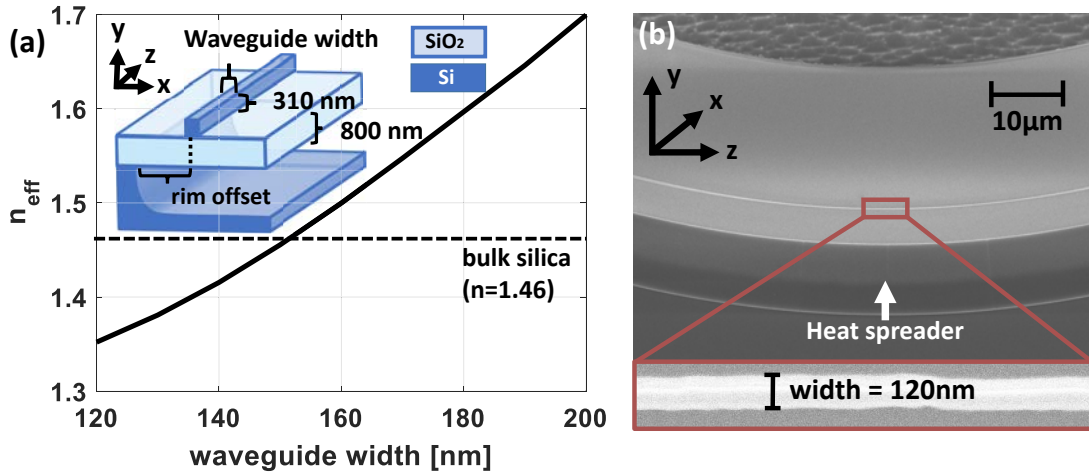 (a)
y
z
x
Waveguide width
SiO₂
Si
310 nm
800 nm
rim offset
bulk silica
(n=1.46)
1.7
1.6
1.5
1.4
1.3
n_eff
120
140
160
180
200
waveguide width [nm]
(b)
y
x
z
10μm
Heat spreader
width = 120nm